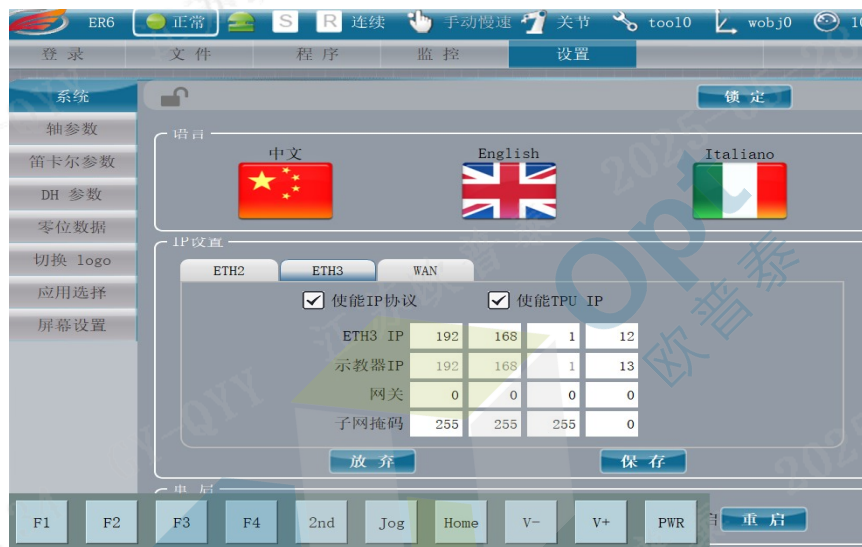 ER6 正常 S R 连续 手动慢速 关节 tool0 wobj0
登 录 文 件 程 序 监 控 设置
系统
锁 定
轴参数
语言
中文 English Italiano
笛卡尔参数
DH 参数
零位数据
IP设置
切换 logo
ETH2 ETH3 WAN
应用选择
使能IP协议 使能TPU IP
屏幕设置
ETH3 IP 192 168 1 12
示教器IP 192 168 1 13
网关 0 0 0 0
子网掩码 255 255 255 0
放 弃 保 存
F1 F2 F3 F4 2nd Jog Home V- V+ PWR 重 启
Opt
欧普泰